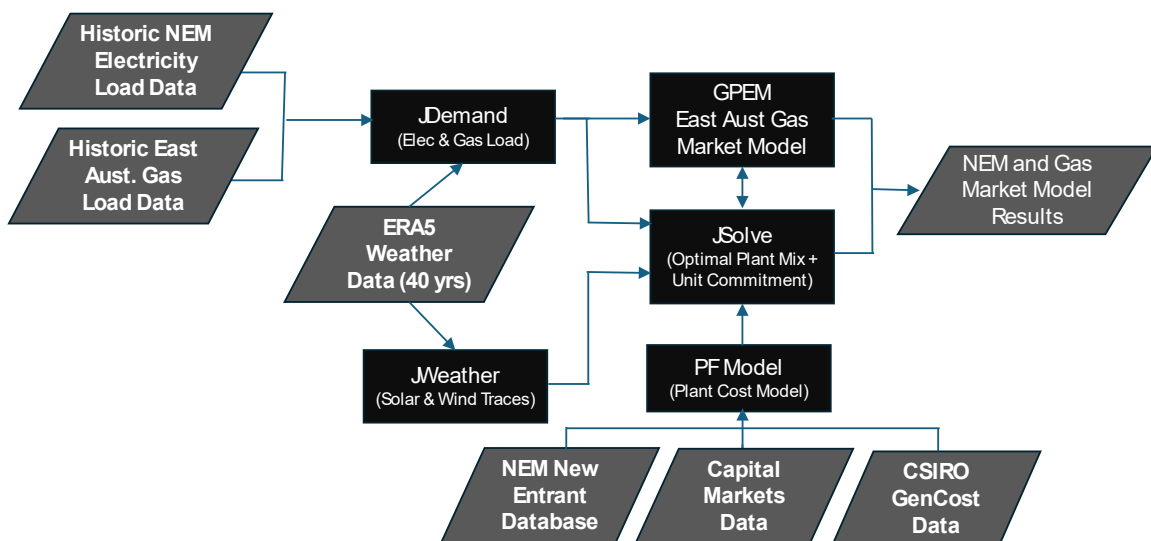 Historic NEM
Electricity
Load Data
Historic East
Aust. Gas
Load Data
JDemand
(Elec & Gas Load)
GPEM
East Aust Gas
Market Model
NEM and Gas
Market Model
Results
ERA5
Weather
Data (40 yrs)
JSolve
(Optimal Plant Mix +
Unit Commitment)
JWeather
(Solar & Wind Traces)
PF Model
(Plant Cost Model)
NEM New
Entrant
Database
Capital
Markets
Data
CSIRO
GenCost
Data